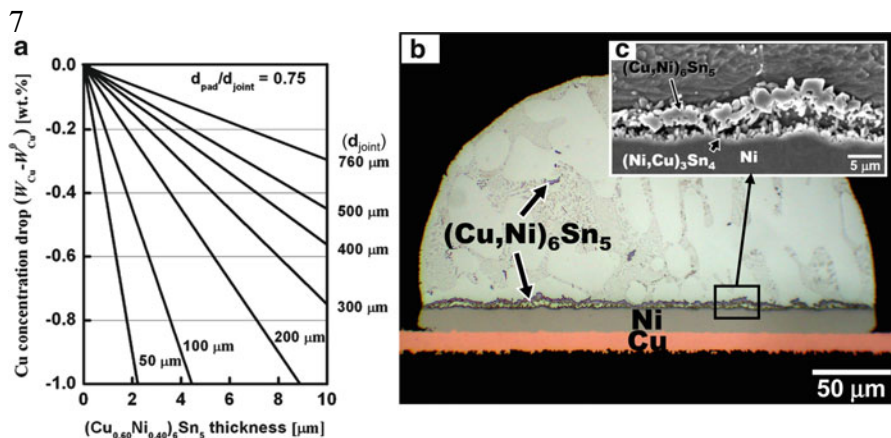 7
a
b
c
0.0
-0.2
-0.4
-0.6
-0.8
-1.0
Cu concentration drop (W_Cu-W⁰_Cu) [wt.%]
d_pad/d_joint = 0.75
(d_joint)
760 µm
500 µm
400 µm
300 µm
200 µm
100 µm
50 µm
0 2 4 6 8 10
(Cu₀.₆₀Ni₀.₄₀)₆Sn₅ thickness [µm]
(Cu,Ni)₆Sn₅
(Ni,Cu)₃Sn₄
Ni
5 µm
(Cu,Ni)₆Sn₅
Ni
Cu
50 µm